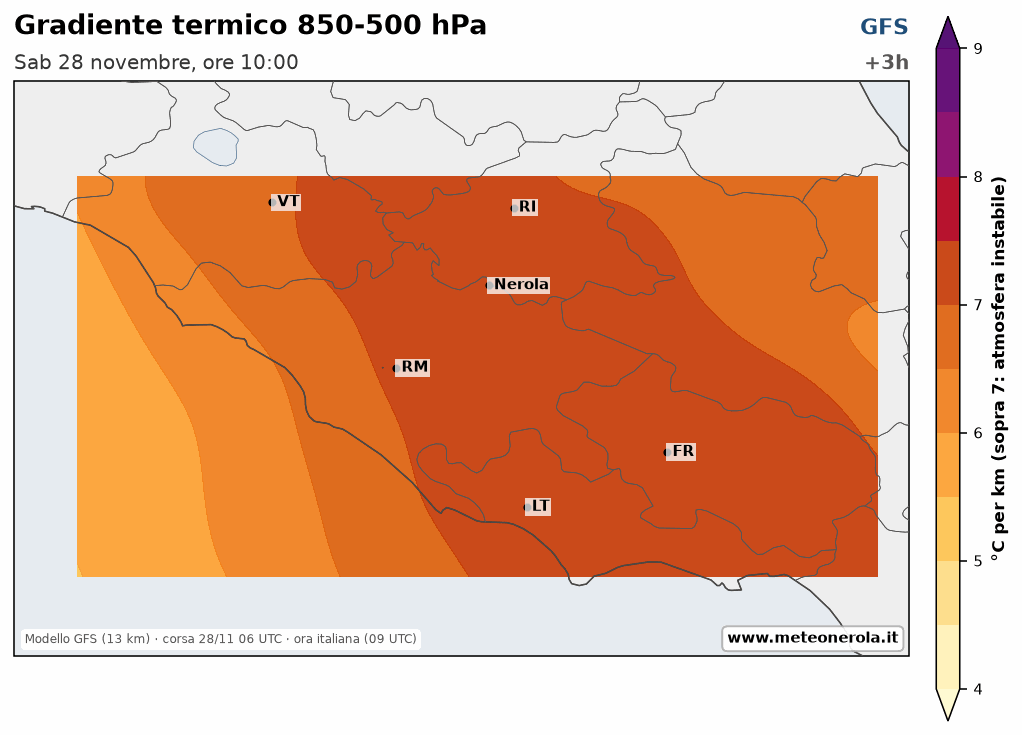 Gradiente termico 850-500 hPa
GFS
Sab 28 novembre, ore 10:00
+3h
VT
RI
Nerola
RM
FR
LT
9
8
7
6
5
4
°C per km (sopra 7: atmosfera instabile)
Modello GFS (13 km) · corsa 28/11 06 UTC · ora italiana (09 UTC)
www.meteonerola.it